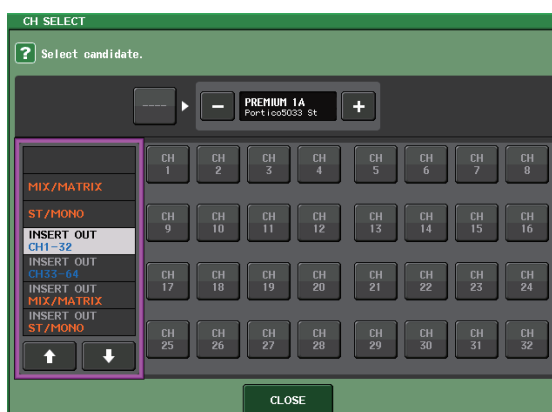 CH SELECT
? Select candidate.
----
− PREMIUM 1A +
Portico5033 St
MIX/MATRIX
ST/MONO
INSERT OUT
CH1-32
INSERT OUT
CH33-64
INSERT OUT
MIX/MATRIX
INSERT OUT
ST/MONO
CH 1 CH 2 CH 3 CH 4 CH 5 CH 6 CH 7 CH 8
CH 9 CH 10 CH 11 CH 12 CH 13 CH 14 CH 15 CH 16
CH 17 CH 18 CH 19 CH 20 CH 21 CH 22 CH 23 CH 24
CH 25 CH 26 CH 27 CH 28 CH 29 CH 30 CH 31 CH 32
CLOSE